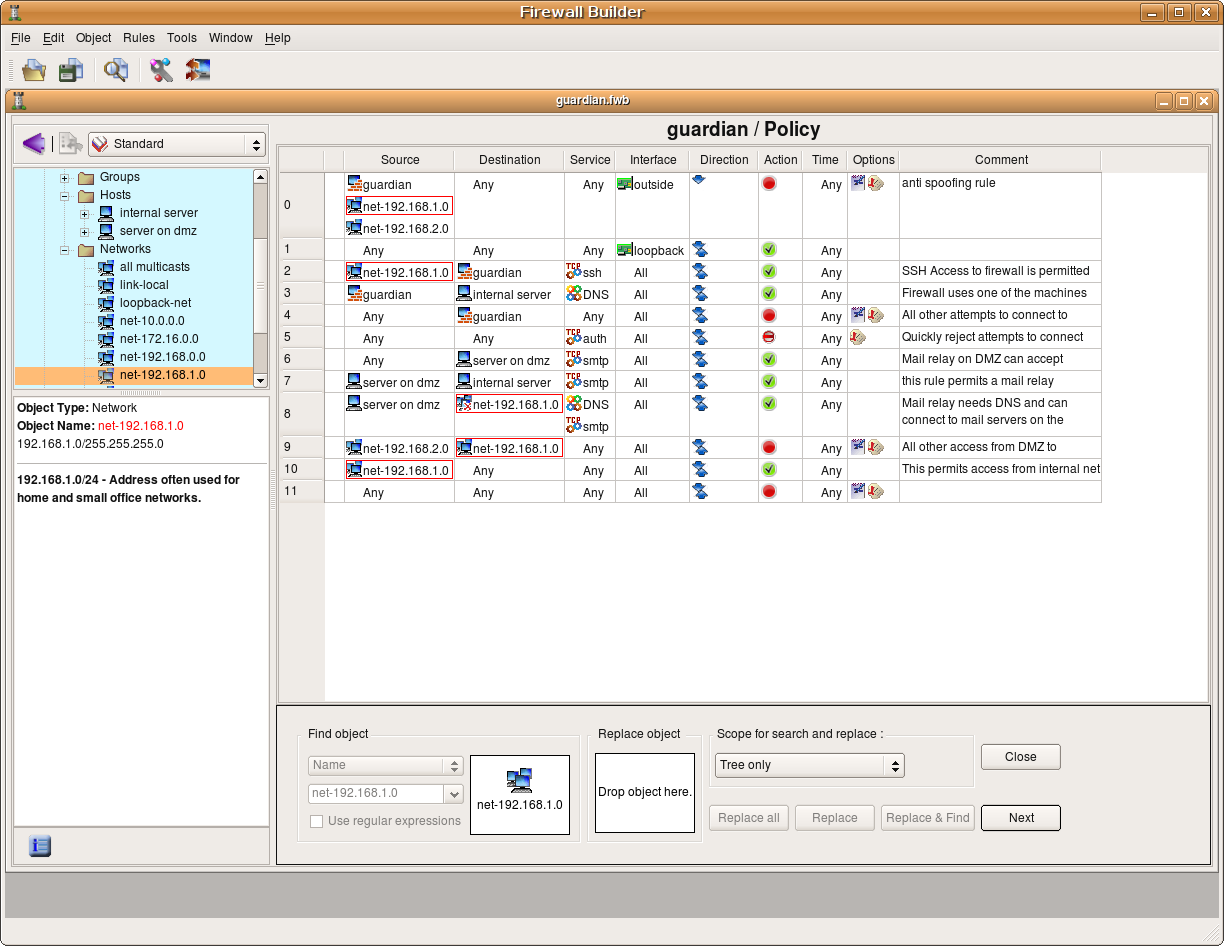 Firewall Builder
File Edit Object Rules Tools Window Help
guardian.fwb
Standard
Groups
Hosts
internal server
server on dmz
Networks
all multicasts
link-local
loopback-net
net-10.0.0.0
net-172.16.0.0
net-192.168.0.0
net-192.168.1.0
Object Type: Network
Object Name: net-192.168.1.0
192.168.1.0/255.255.255.0
192.168.1.0/24 - Address often used for
home and small office networks.
guardian / Policy
Source Destination Service Interface Direction Action Time Options Comment
0 guardian Any Any outside Any anti spoofing rule
net-192.168.1.0
net-192.168.2.0
1 Any Any Any loopback Any
2 net-192.168.1.0 guardian TCP ssh All Any SSH Access to firewall is permitted
3 guardian internal server DNS All Any Firewall uses one of the machines
4 Any guardian Any All Any All other attempts to connect to
5 Any Any TCP auth All Any Quickly reject attempts to connect
6 Any server on dmz TCP smtp All Any Mail relay on DMZ can accept
7 server on dmz internal server TCP smtp All Any this rule permits a mail relay
8 server on dmz net-192.168.1.0 DNS All Any Mail relay needs DNS and can
TCP smtp connect to mail servers on the
9 net-192.168.2.0 net-192.168.1.0 Any All Any All other access from DMZ to
10 net-192.168.1.0 Any Any All Any This permits access from internal net
11 Any Any Any All Any
Find object
Name
net-192.168.1.0
Use regular expressions
net-192.168.1.0
Replace object
Drop object here.
Scope for search and replace :
Tree only
Close
Replace all Replace Replace & Find Next